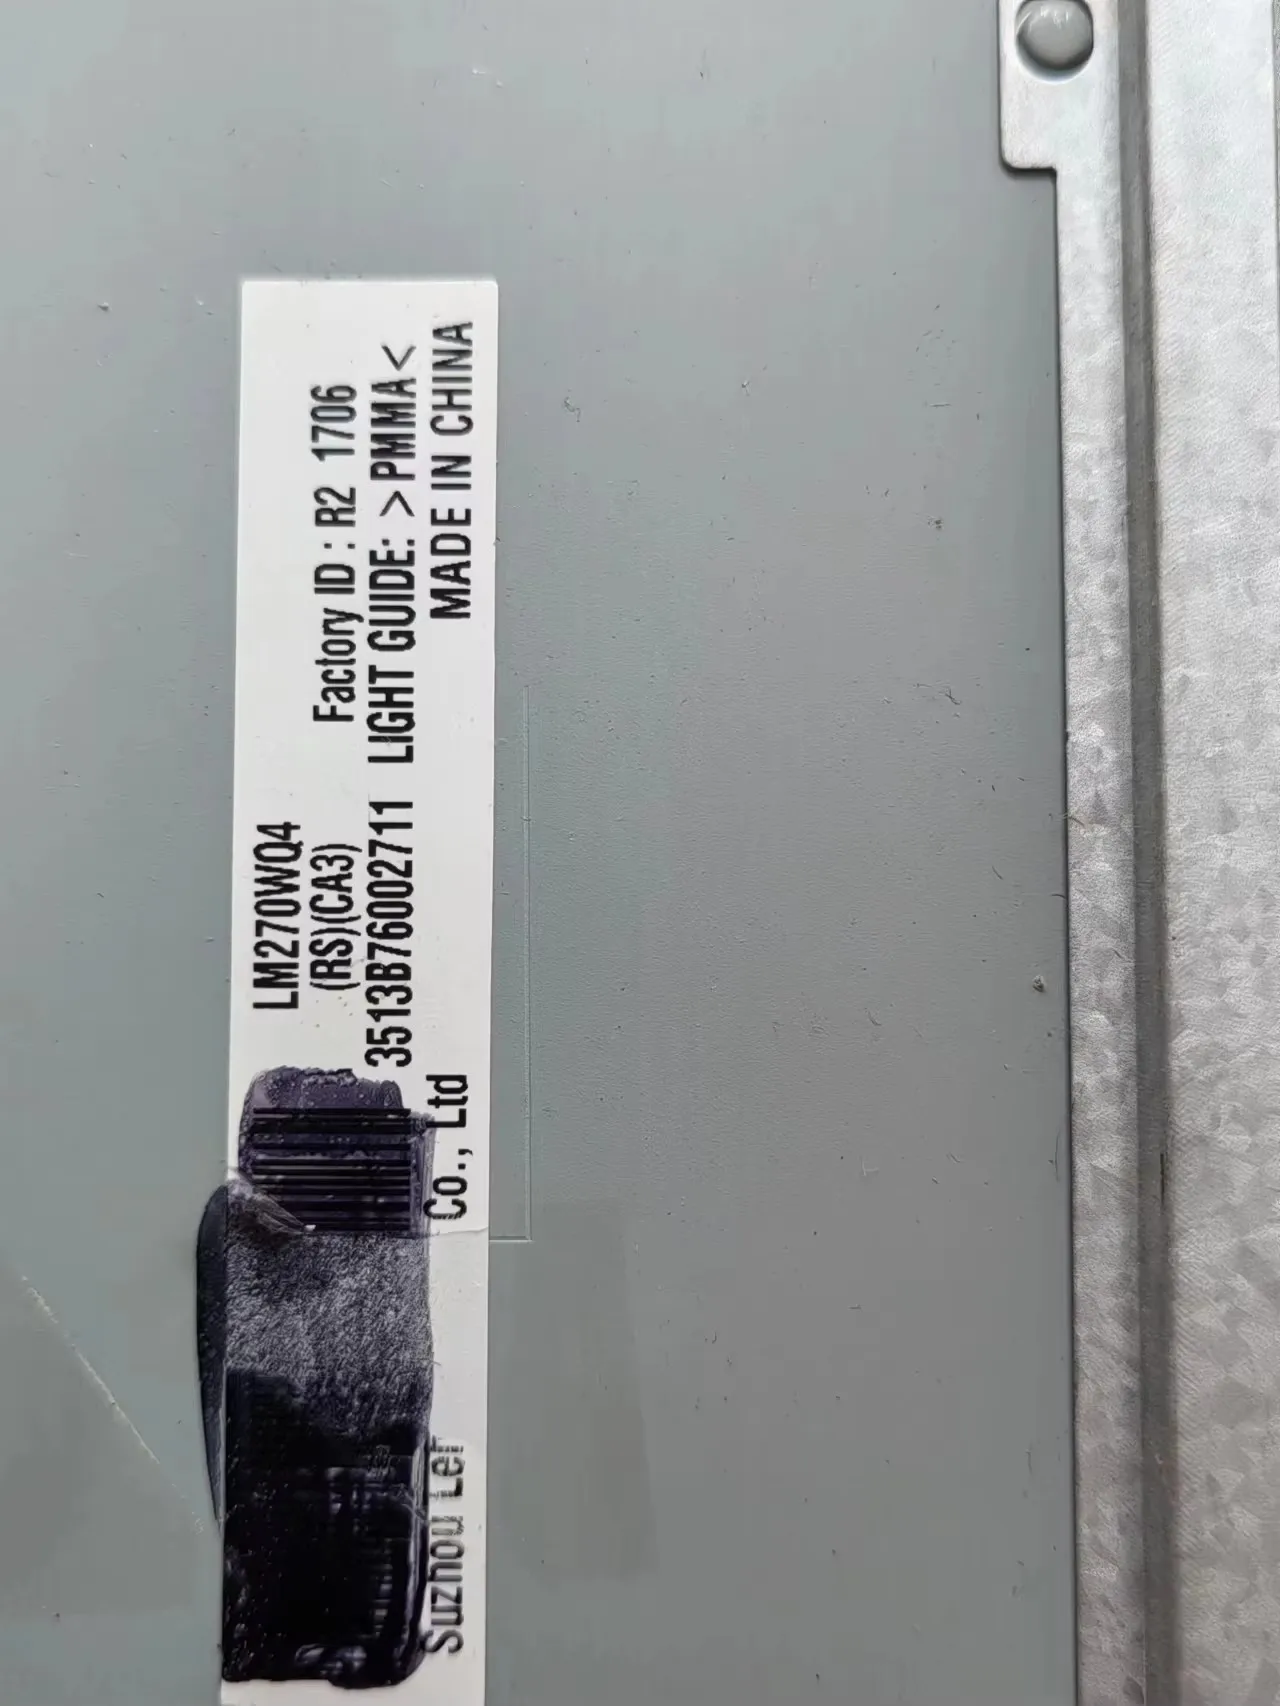 LM270WQ4
(RS)(CA3) Factory ID : R2 1706
3513B76002711 LIGHT GUIDE: >PMMA<
Suzhou Co., Ltd MADE IN CHINA